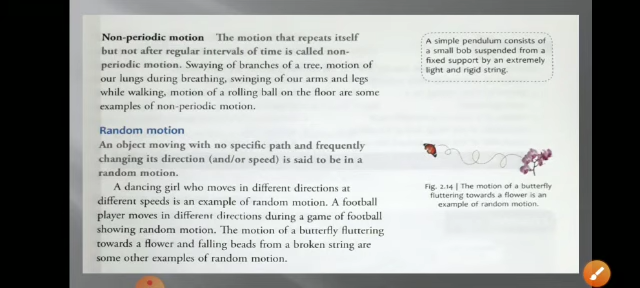 Non-periodic motion The motion that repeats itself
but not after regular intervals of time is called non-
periodic motion. Swaying of branches of a tree, motion of
our lungs during breathing, swinging of our arms and legs
while walking, motion of a rolling ball on the floor are some
examples of non-periodic motion.
Random motion
An object moving with no specific path and frequently
changing its direction (and/or speed) is said to be in a
random motion.
A dancing girl who moves in different directions at
different speeds is an example of random motion. A football
player moves in different directions during a game of football
showing random motion. The motion of a butterfly fluttering
towards a flower and falling beads from a broken string are
some other examples of random motion.
A simple pendulum consists of
a small bob suspended from a
fixed support by an extremely
light and rigid string.
Fig. 2.14 | The motion of a butterfly
fluttering towards a flower is an
example of random motion.